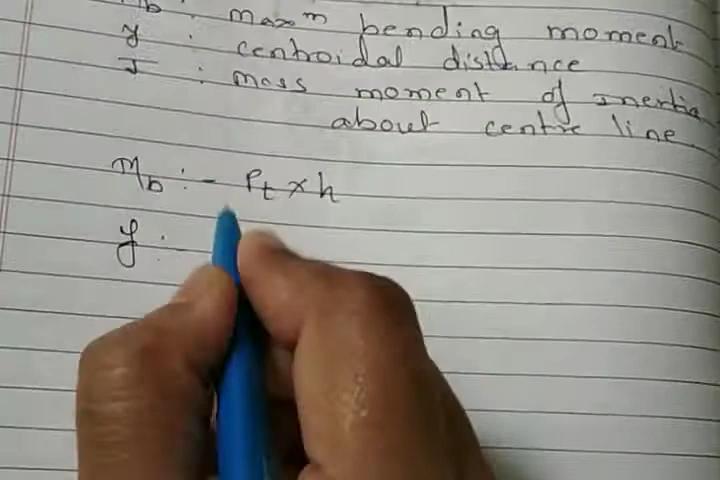 Mb : maxm bending moment
y : centroidal distance
I : mass moment of inertia
about centre line
Mb :- Pt × h
y :-